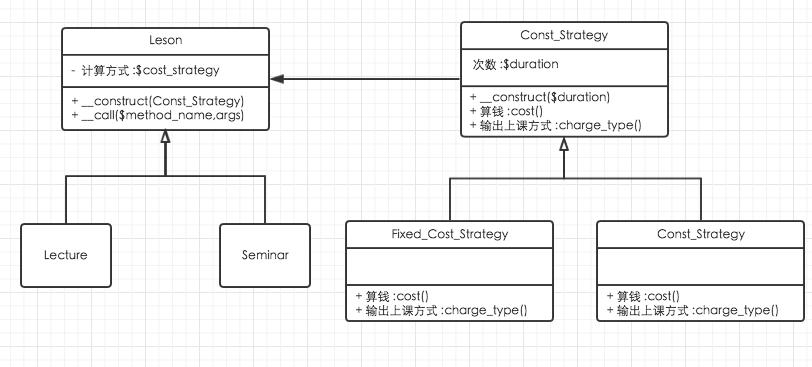 Leson
- 计算方式 :$cost_strategy
+ __construct(Const_Strategy)
+ __call($method_name,args)
Const_Strategy
次数 :$duration
+ __construct($duration)
+ 算钱 :cost()
+ 输出上课方式 :charge_type()
Lecture
Seminar
Fixed_Cost_Strategy
+ 算钱 :cost()
+ 输出上课方式 :charge_type()
Const_Strategy
+ 算钱 :cost()
+ 输出上课方式 :charge_type()